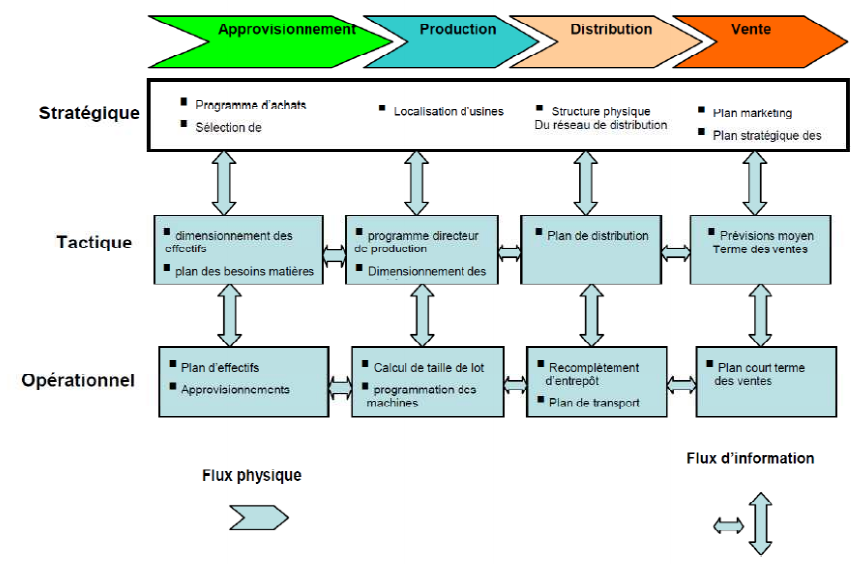 Approvisionnement
Production
Distribution
Vente
Stratégique
Programme d'achats
Sélection de
Localisation d'usines
Structure physique
Du réseau de distribution
Plan marketing
Plan stratégique des
Tactique
dimensionnement des
effectifs
plan des besoins matières
programme directeur
de production
Dimensionnement des
Plan de distribution
Prévisions moyen
Terme des ventes
Opérationnel
Plan d'effectifs
Approvisionnements
Calcul de taille de lot
programmation des
machines
Recomplètement
d'entrepôt
Plan de transport
Plan court terme
des ventes
Flux physique
Flux d'information